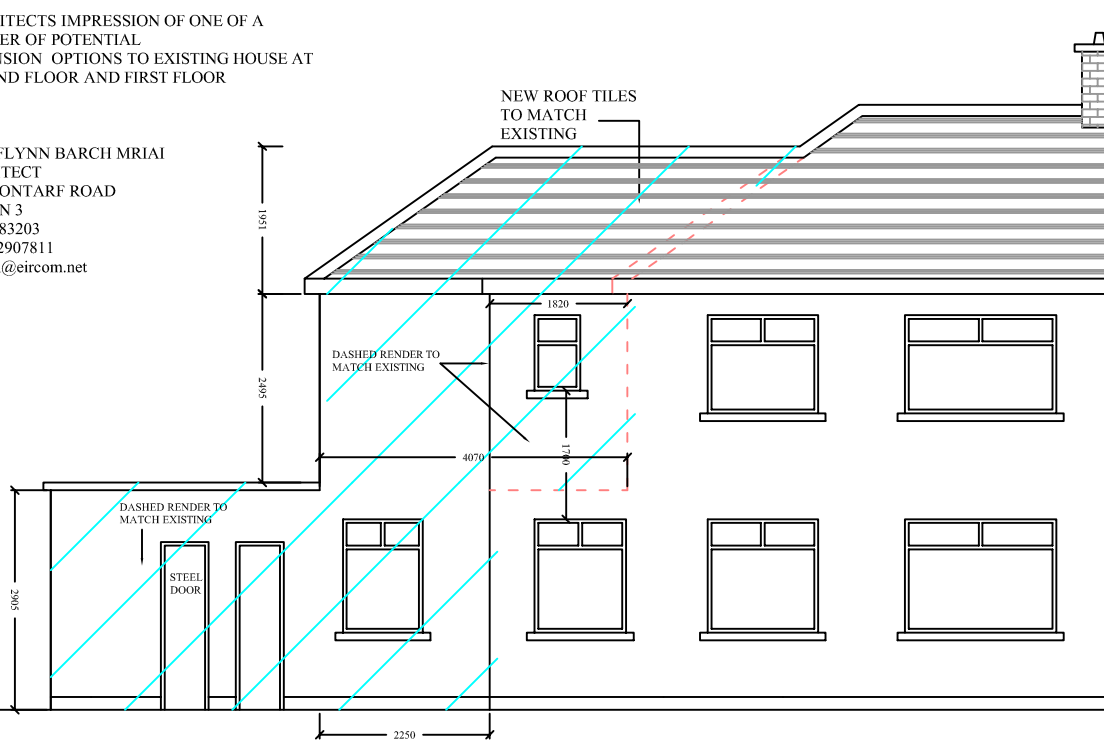 ITECTS IMPRESSION OF ONE OF A
ER OF POTENTIAL
NSION OPTIONS TO EXISTING HOUSE AT
ND FLOOR AND FIRST FLOOR
FLYNN BARCH MRIAI
TECT
ONTARF ROAD
N 3
83203
2907811
@eircom.net
NEW ROOF TILES
TO MATCH
EXISTING
1951
1820
DASHED RENDER TO
MATCH EXISTING
2495
4070
1700
DASHED RENDER TO
MATCH EXISTING
STEEL
DOOR
2905
2250